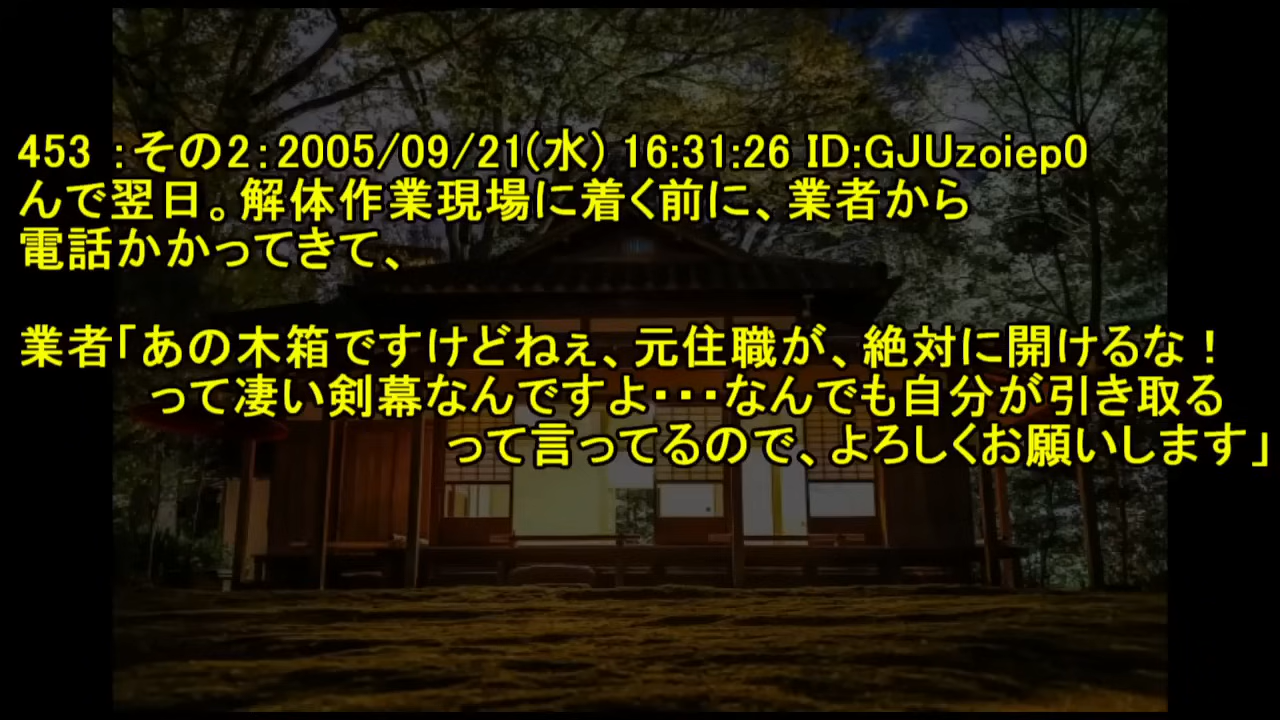 453 :その2:2005/09/21(水) 16:31:26 ID:GJUzoiep0
んで翌日。解体作業現場に着く前に、業者から
電話かかってきて、
業者「あの木箱ですけどねぇ、元住職が、絶対に開けるな！
って凄い剣幕なんですよ・・・なんでも自分が引き取る
って言ってるので、よろしくお願いします」